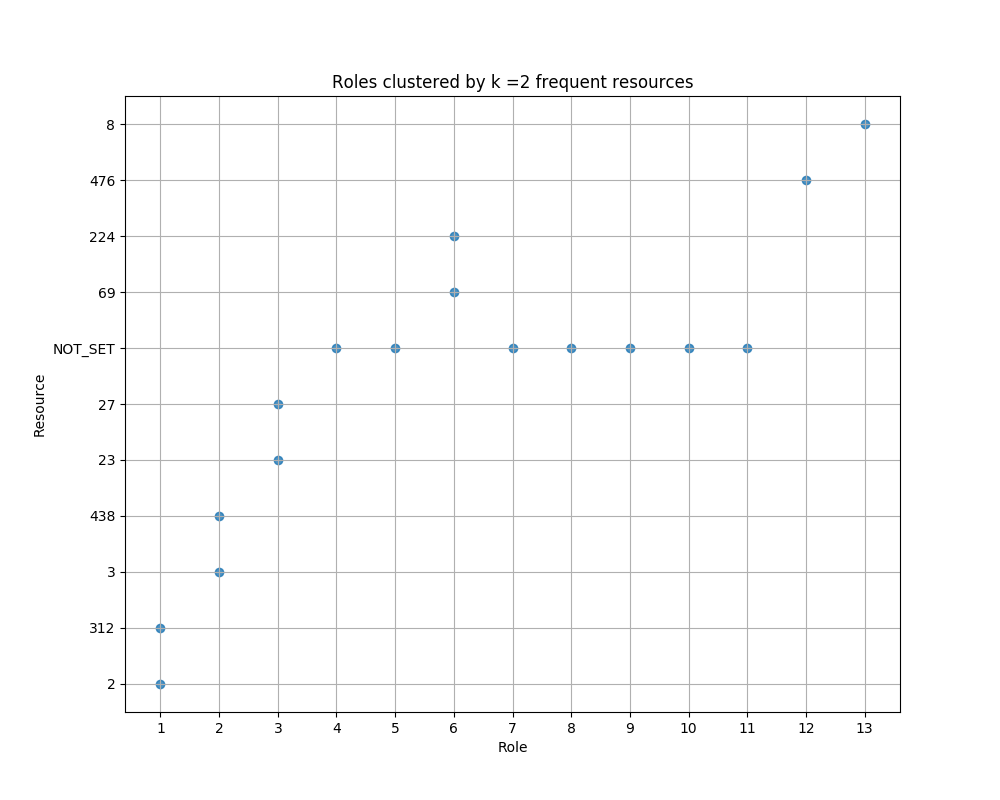 Roles clustered by k =2 frequent resources
8
476
224
69
NOT_SET
27
23
438
3
312
2
Resource
1 2 3 4 5 6 7 8 9 10 11 12 13
Role